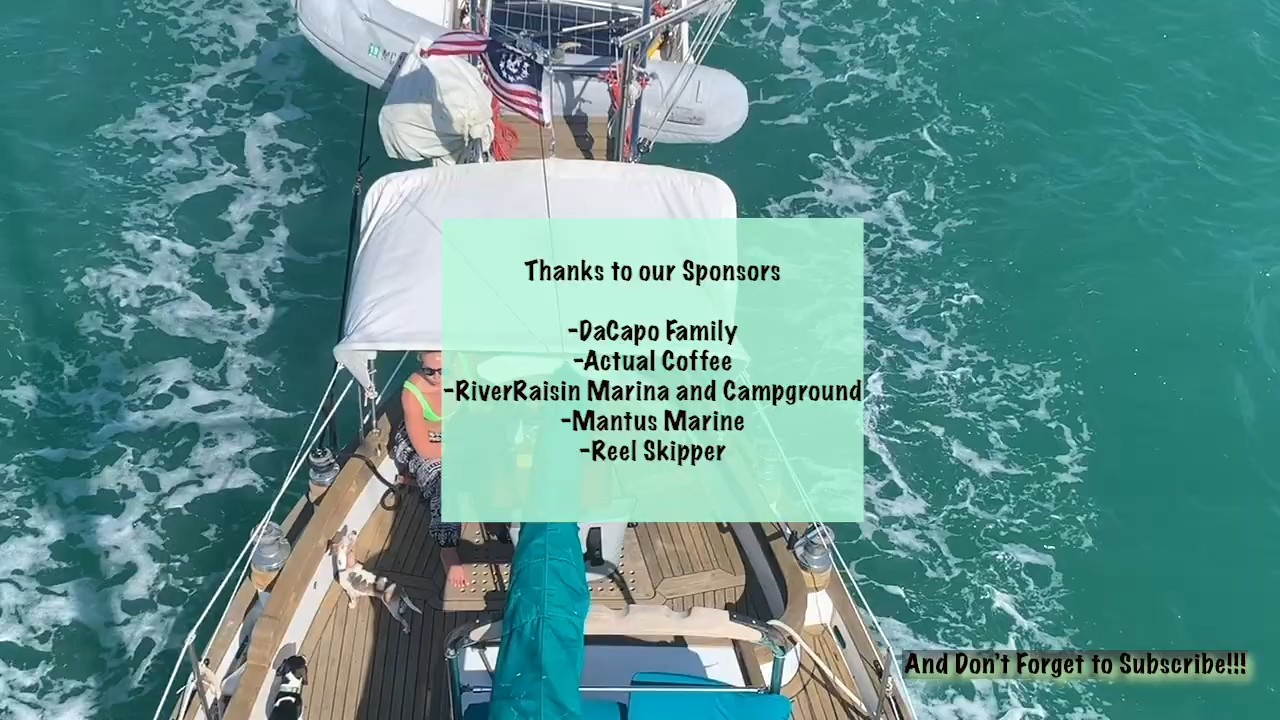 Thanks to our Sponsors
-DaCapo Family
-Actual Coffee
-RiverRaisin Marina and Campground
-Mantus Marine
-Reel Skipper
And Don't Forget to Subscribe!!!